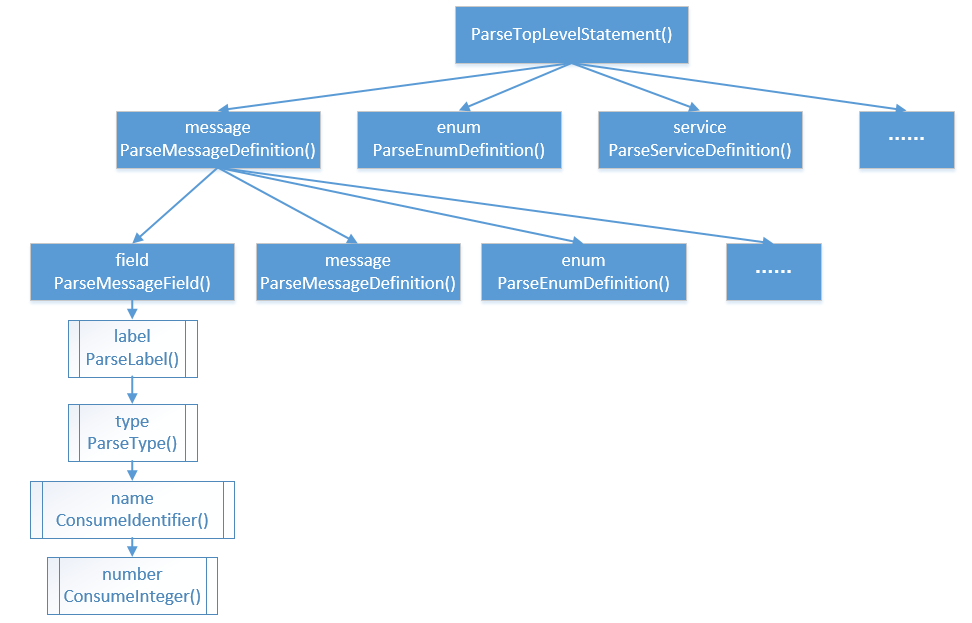 ParseTopLevelStatement()
message
ParseMessageDefinition()
enum
ParseEnumDefinition()
service
ParseServiceDefinition()
......
field
ParseMessageField()
message
ParseMessageDefinition()
enum
ParseEnumDefinition()
......
label
ParseLabel()
type
ParseType()
name
ConsumeIdentifier()
number
ConsumeInteger()